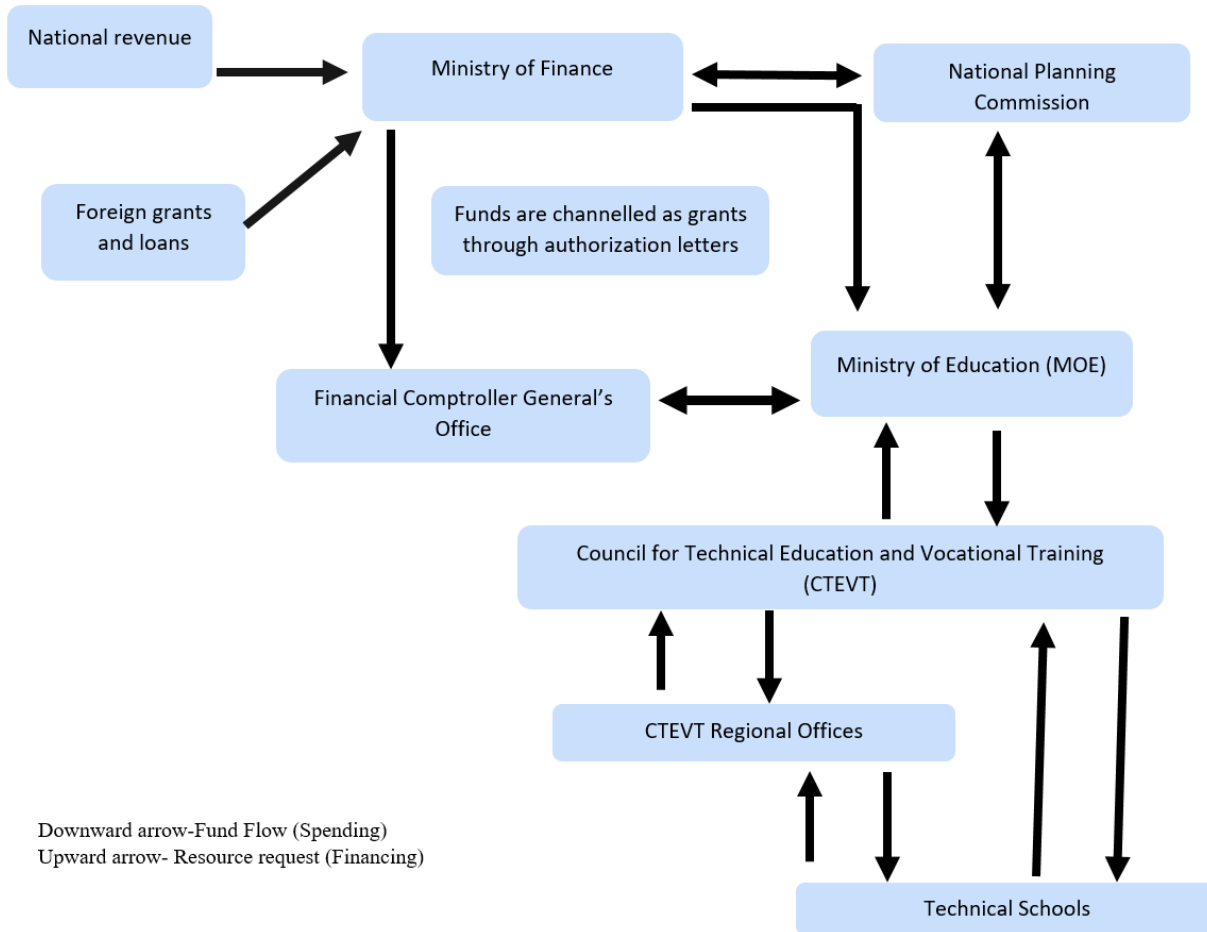 National revenue
Ministry of Finance
National Planning
Commission
Foreign grants
and loans
Funds are channelled as grants
through authorization letters
Ministry of Education (MOE)
Financial Comptroller General’s
Office
Council for Technical Education and Vocational Training
(CTEVT)
CTEVT Regional Offices
Downward arrow-Fund Flow (Spending)
Upward arrow- Resource request (Financing)
Technical Schools